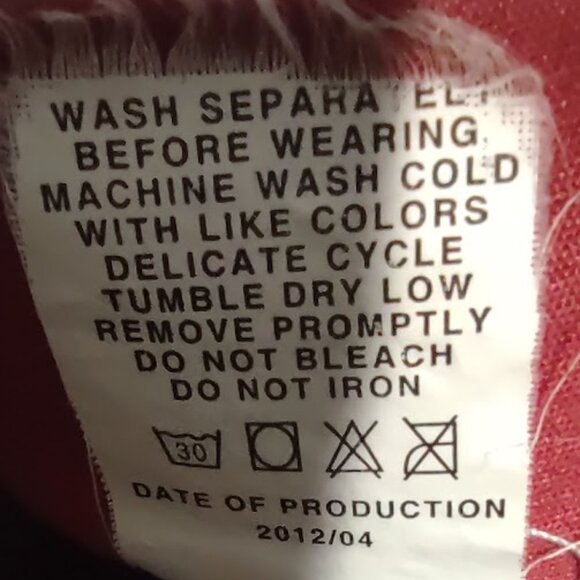 WASH SEPARATELY
BEFORE WEARING
MACHINE WASH COLD
WITH LIKE COLORS
DELICATE CYCLE
TUMBLE DRY LOW
REMOVE PROMPTLY
DO NOT BLEACH
DO NOT IRON
30
DATE OF PRODUCTION
2012/04